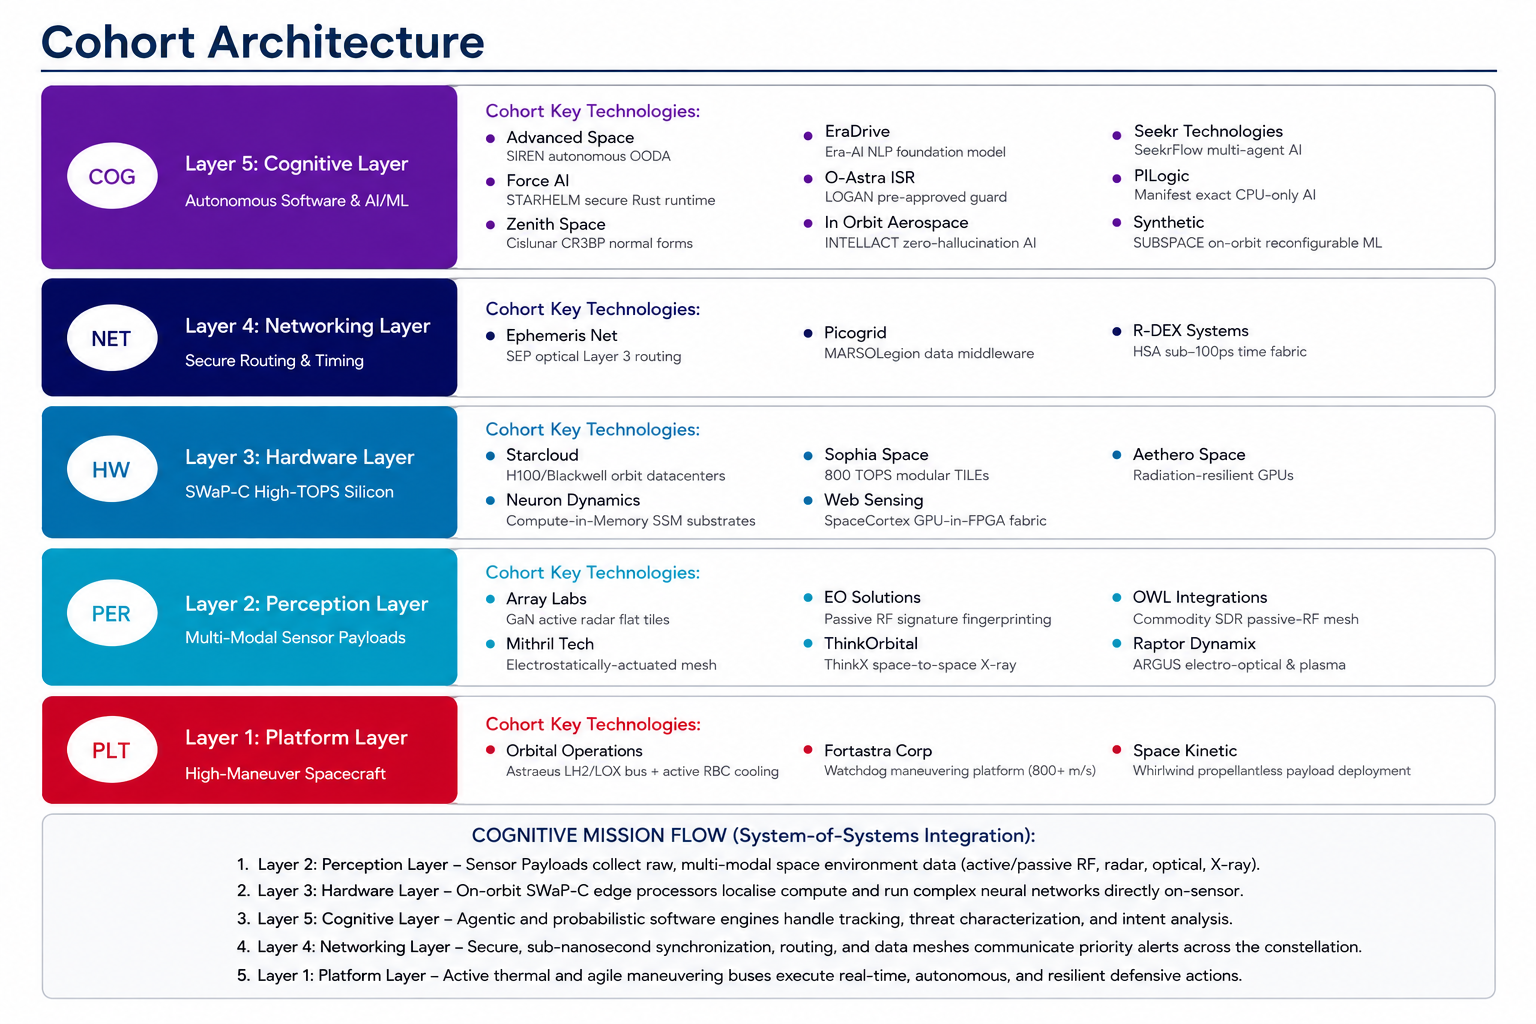 Cohort Architecture
COG
Layer 5: Cognitive Layer
Autonomous Software & AI/ML
Cohort Key Technologies:
Advanced Space
SIREN autonomous OODA
Force AI
STARHELM secure Rust runtime
Zenith Space
Cislunar CR3BP normal forms
EraDrive
Era-AI NLP foundation model
O-Astra ISR
LOGAN pre-approved guard
In Orbit Aerospace
INTELLACT zero-hallucination AI
Seekr Technologies
SeekrFlow multi-agent AI
PILogic
Manifest exact CPU-only AI
Synthetic
SUBSPACE on-orbit reconfigurable ML
NET
Layer 4: Networking Layer
Secure Routing & Timing
Cohort Key Technologies:
Ephemeris Net
SEP optical Layer 3 routing
Picogrid
MARSOLegion data middleware
R-DEX Systems
HSA sub-100ps time fabric
HW
Layer 3: Hardware Layer
SWaP-C High-TOPS Silicon
Cohort Key Technologies:
Starcloud
H100/Blackwell orbit datacenters
Neuron Dynamics
Compute-in-Memory SSM substrates
Sophia Space
800 TOPS modular TILEs
Web Sensing
SpaceCortex GPU-in-FPGA fabric
Aethero Space
Radiation-resilient GPUs
PER
Layer 2: Perception Layer
Multi-Modal Sensor Payloads
Cohort Key Technologies:
Array Labs
GaN active radar flat tiles
Mithril Tech
Electrostatically-actuated mesh
EO Solutions
Passive RF signature fingerprinting
ThinkOrbital
ThinkX space-to-space X-ray
OWL Integrations
Commodity SDR passive-RF mesh
Raptor Dynamix
ARGUS electro-optical & plasma
PLT
Layer 1: Platform Layer
High-Maneuver Spacecraft
Cohort Key Technologies:
Orbital Operations
Astraeus LH2/LOX bus + active RBC cooling
Fortastra Corp
Watchdog maneuvering platform (800+ m/s)
Space Kinetic
Whirlwind propellantless payload deployment
COGNITIVE MISSION FLOW (System-of-Systems Integration):
1. Layer 2: Perception Layer – Sensor Payloads collect raw, multi-modal space environment data (active/passive RF, radar, optical, X-ray).
2. Layer 3: Hardware Layer – On-orbit SWaP-C edge processors localise compute and run complex neural networks directly on-sensor.
3. Layer 5: Cognitive Layer – Agentic and probabilistic software engines handle tracking, threat characterization, and intent analysis.
4. Layer 4: Networking Layer – Secure, sub-nanosecond synchronization, routing, and data meshes communicate priority alerts across the constellation.
5. Layer 1: Platform Layer – Active thermal and agile maneuvering buses execute real-time, autonomous, and resilient defensive actions.